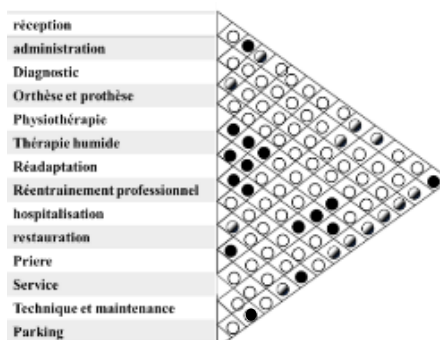 réception
administration
Diagnostic
Orthèse et prothèse
Physiothérapie
Thérapie humide
Réadaptation
Réentrainement professionnel
hospitalisation
restauration
Priere
Service
Technique et maintenance
Parking